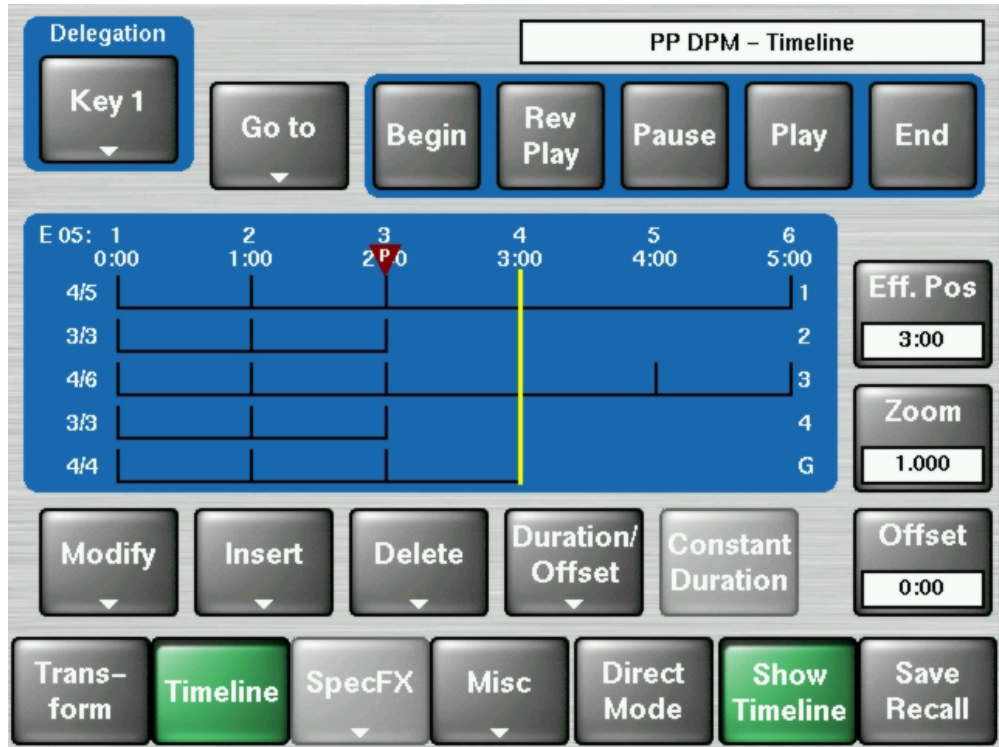 Delegation
PP DPM – Timeline
Key 1
Go to
Begin
Rev
Play
Pause
Play
End
E 05: 1 2 3 4 5 6
0:00 1:00 P 3:00 4:00 5:00
4/5 1
3/3 2
4/6 3
3/3 4
4/4 G
Eff. Pos
3:00
Zoom
1.000
Modify
Insert
Delete
Duration/
Offset
Constant
Duration
Offset
0:00
Trans–
form
Timeline
SpecFX
Misc
Direct
Mode
Show
Timeline
Save
Recall